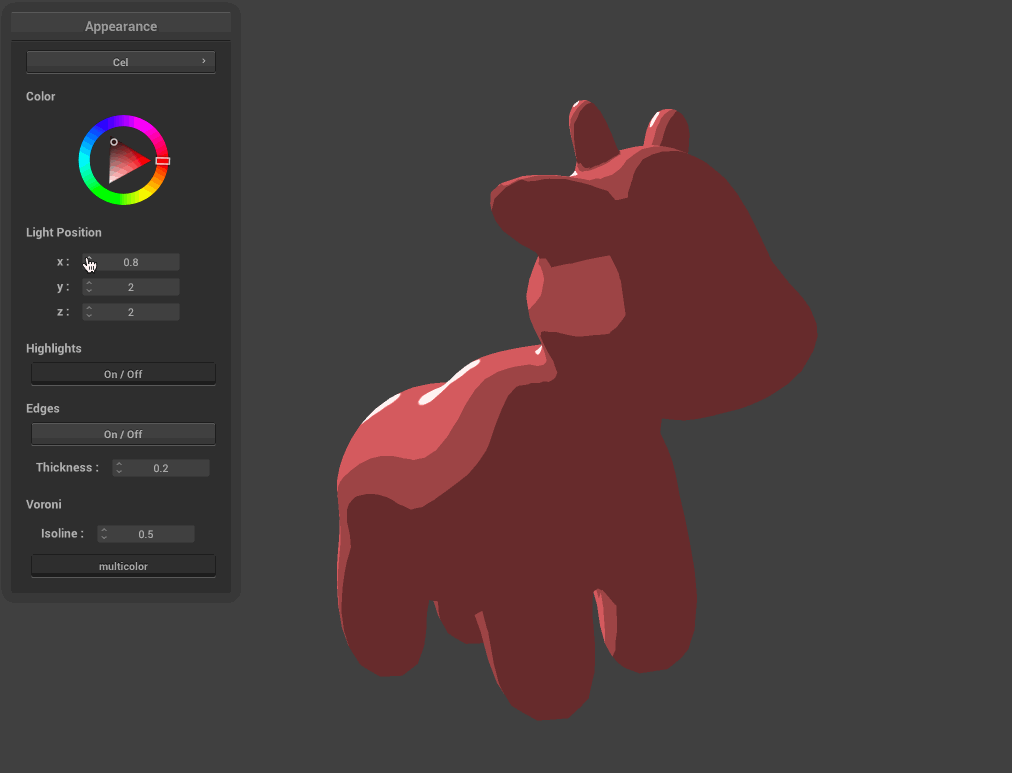 Appearance
Cel
Color
Light Position
x : 0.8
y : 2
z : 2
Highlights
On / Off
Edges
On / Off
Thickness : 0.2
Voroni
Isoline : 0.5
multicolor